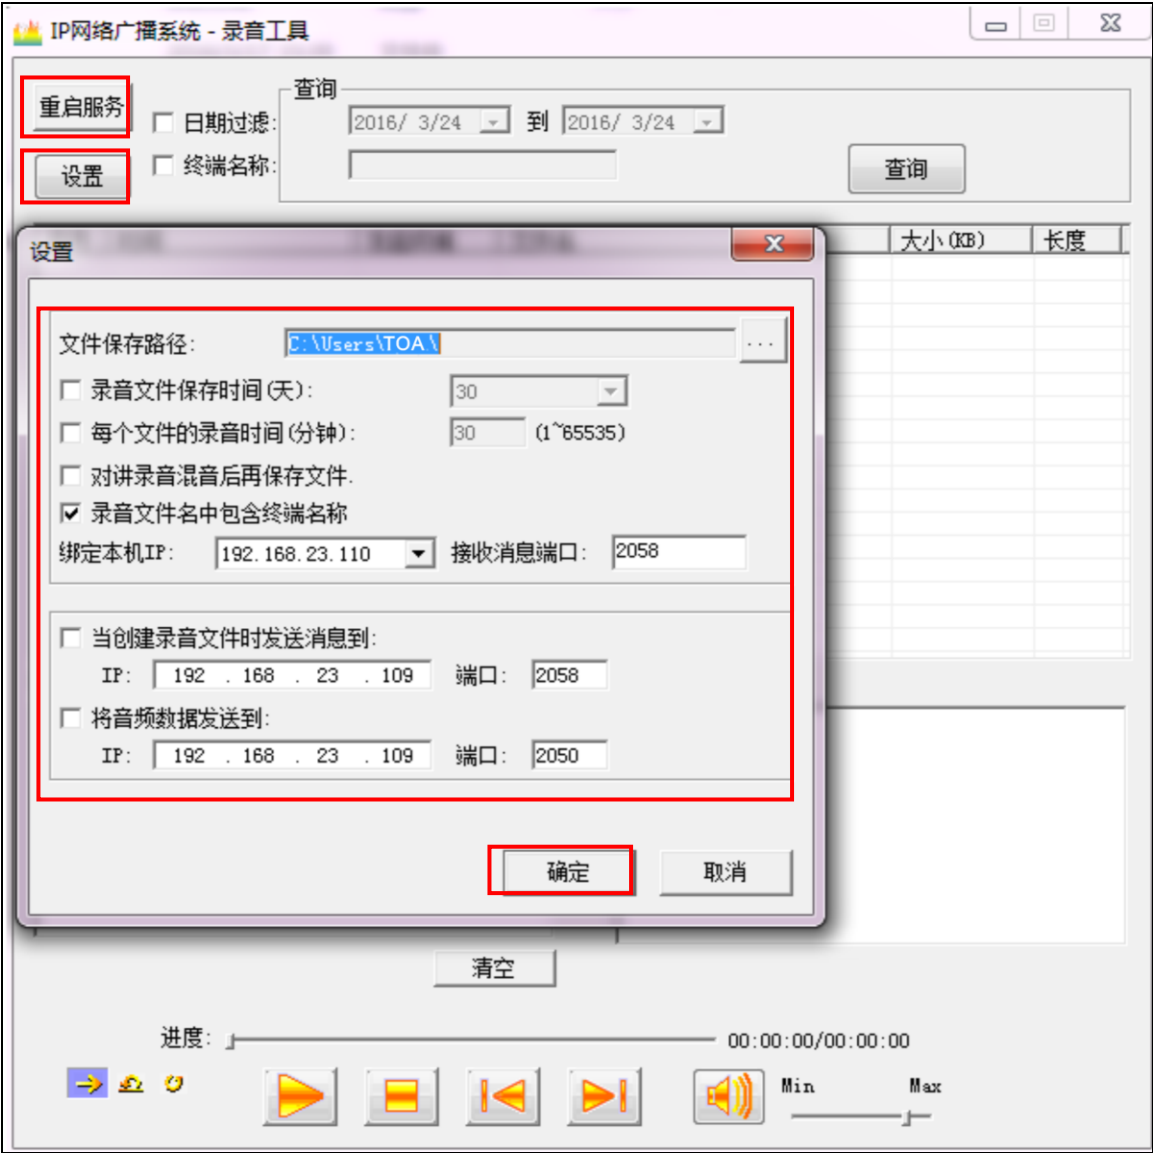 IP网络广播系统 - 录音工具
重启服务
查询
日期过滤:
2016/ 3/24
到
2016/ 3/24
设置
终端名称:
查询
大小(KB)
长度
设置
文件保存路径:
C:\Users\TOA\
...
录音文件保存时间(天):
30
每个文件的录音时间(分钟):
30
(1~65535)
对讲录音混音后再保存文件.
录音文件名中包含终端名称
绑定本机IP:
192.168.23.110
接收消息端口:
2058
当创建录音文件时发送消息到:
IP: 192 . 168 . 23 . 109
端口: 2058
将音频数据发送到:
IP: 192 . 168 . 23 . 109
端口: 2050
确定
取消
清空
进度:
00:00:00/00:00:00
Min
Max